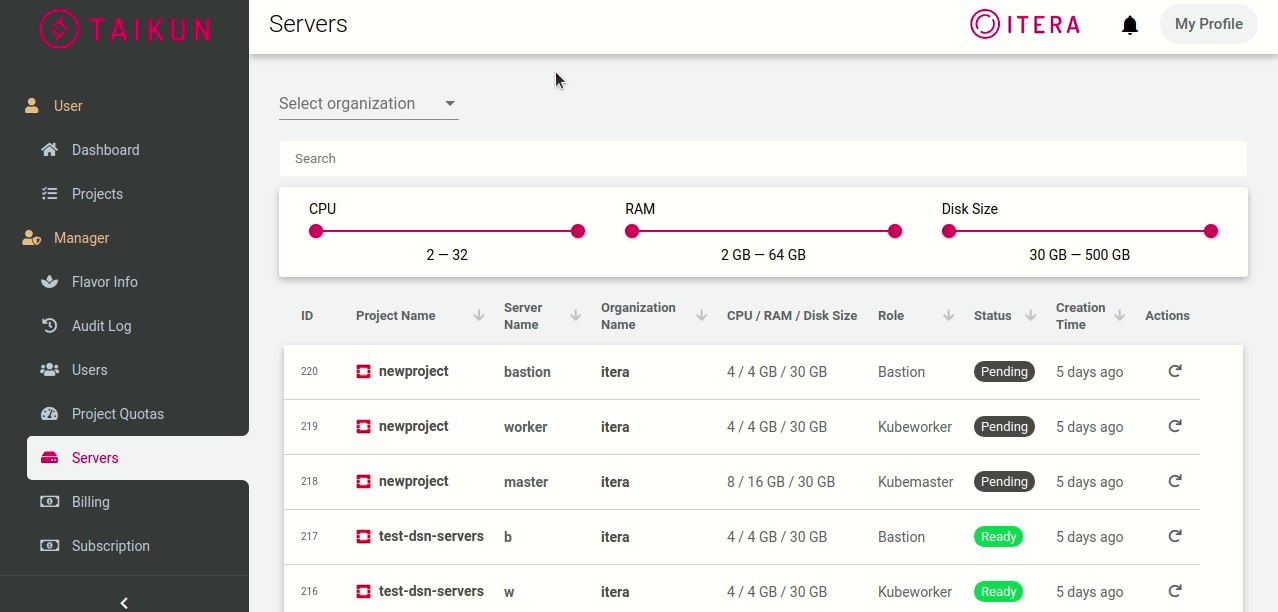 TAIKUN
Servers
ITERA
My Profile
User
Dashboard
Projects
Manager
Flavor Info
Audit Log
Users
Project Quotas
Servers
Billing
Subscription
Select organization
Search
CPU RAM Disk Size
2 — 32 2 GB — 64 GB 30 GB — 500 GB
ID Project Name Server Name Organization Name CPU / RAM / Disk Size Role Status Creation Time Actions
220 newproject bastion itera 4 / 4 GB / 30 GB Bastion Pending 5 days ago
219 newproject worker itera 4 / 4 GB / 30 GB Kubeworker Pending 5 days ago
218 newproject master itera 8 / 16 GB / 30 GB Kubemaster Pending 5 days ago
217 test-dsn-servers b itera 4 / 4 GB / 30 GB Bastion Ready 5 days ago
216 test-dsn-servers w itera 4 / 4 GB / 30 GB Kubeworker Ready 5 days ago